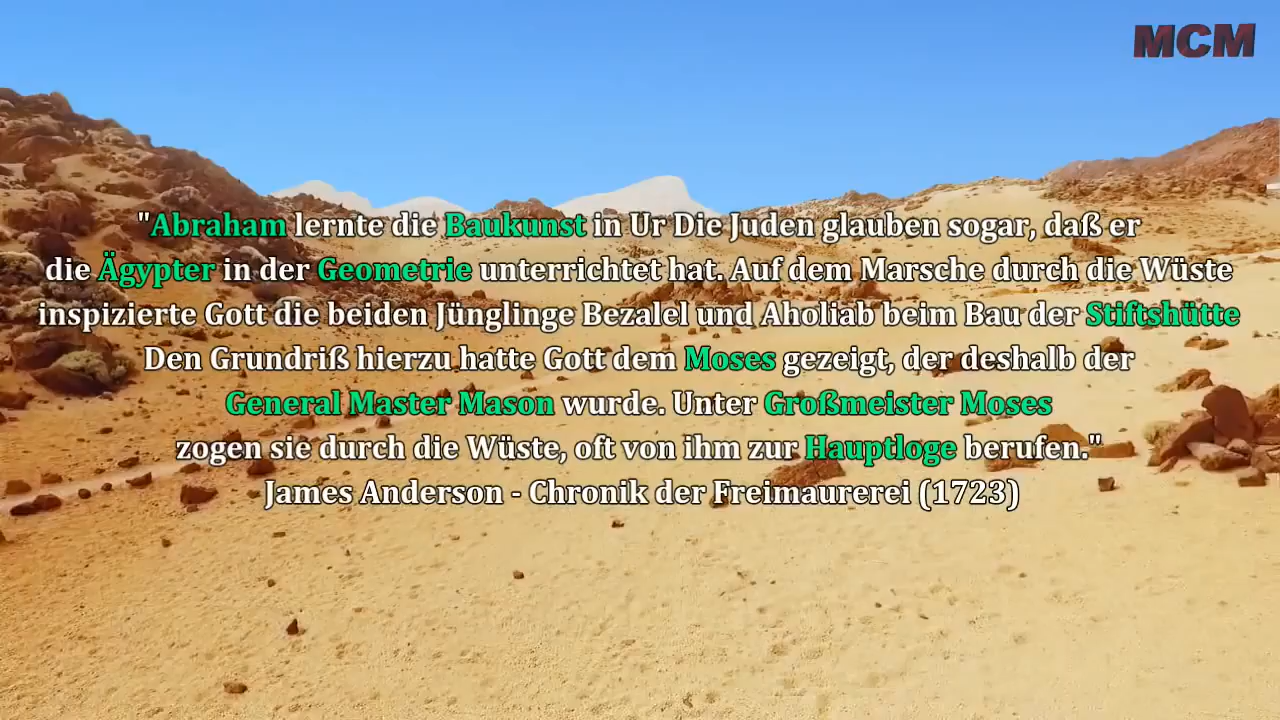 MCM
"Abraham lernte die Baukunst in Ur Die Juden glauben sogar, daß er
die Ägypter in der Geometrie unterrichtet hat. Auf dem Marsche durch die Wüste
inspizierte Gott die beiden Jünglinge Bezalel und Aholiab beim Bau der Stiftshütte
Den Grundriß hierzu hatte Gott dem Moses gezeigt, der deshalb der
General Master Mason wurde. Unter Großmeister Moses
zogen sie durch die Wüste, oft von ihm zur Hauptloge berufen."
James Anderson - Chronik der Freimaurerei (1723)